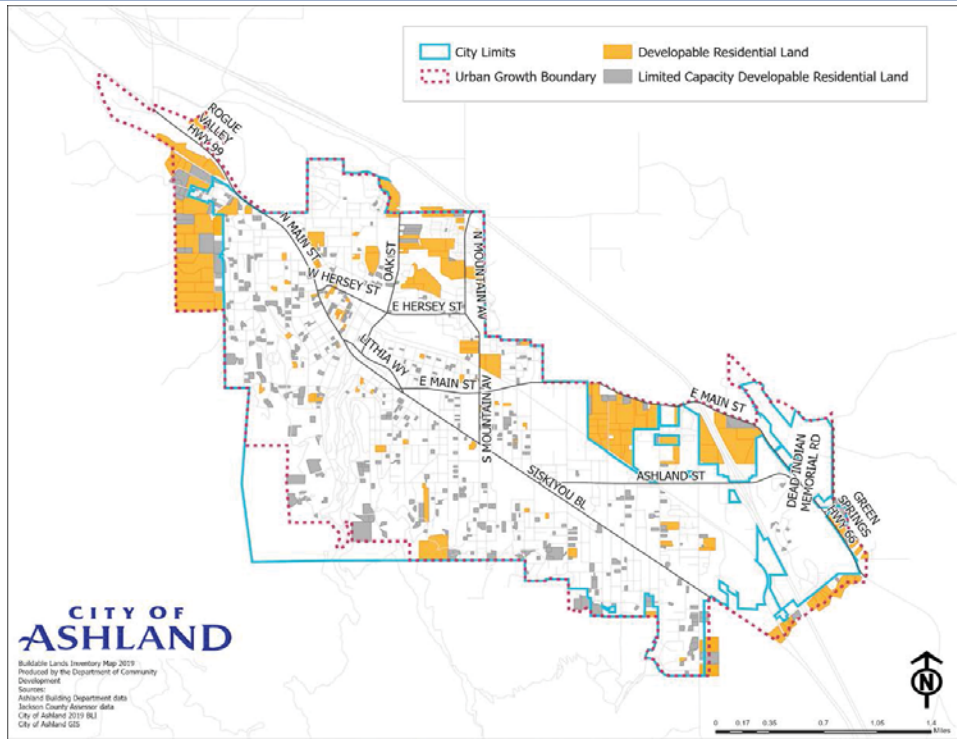 City Limits
Developable Residential Land
Urban Growth Boundary
Limited Capacity Developable Residential Land
ROGUE
VALLEY
HWY 99
N MAIN ST
OAK ST
N MOUNTAIN AV
W HERSEY ST
E HERSEY ST
LITHIA WY
E MAIN ST
S MOUNTAIN AV
E MAIN ST
SISKIYOU BL
ASHLAND ST
DEAD INDIAN
MEMORIAL RD
GREEN
SPRINGS
HWY 66
CITY OF
ASHLAND
Buildable Lands Inventory Map 2019
Produced by the Department of Community
Development
Sources:
Ashland Building Department data
Jackson County Assessor data
City of Ashland 2019 BLI
City of Ashland GIS
N
0 0.17 0.35 0.7 1.05 1.4
Miles